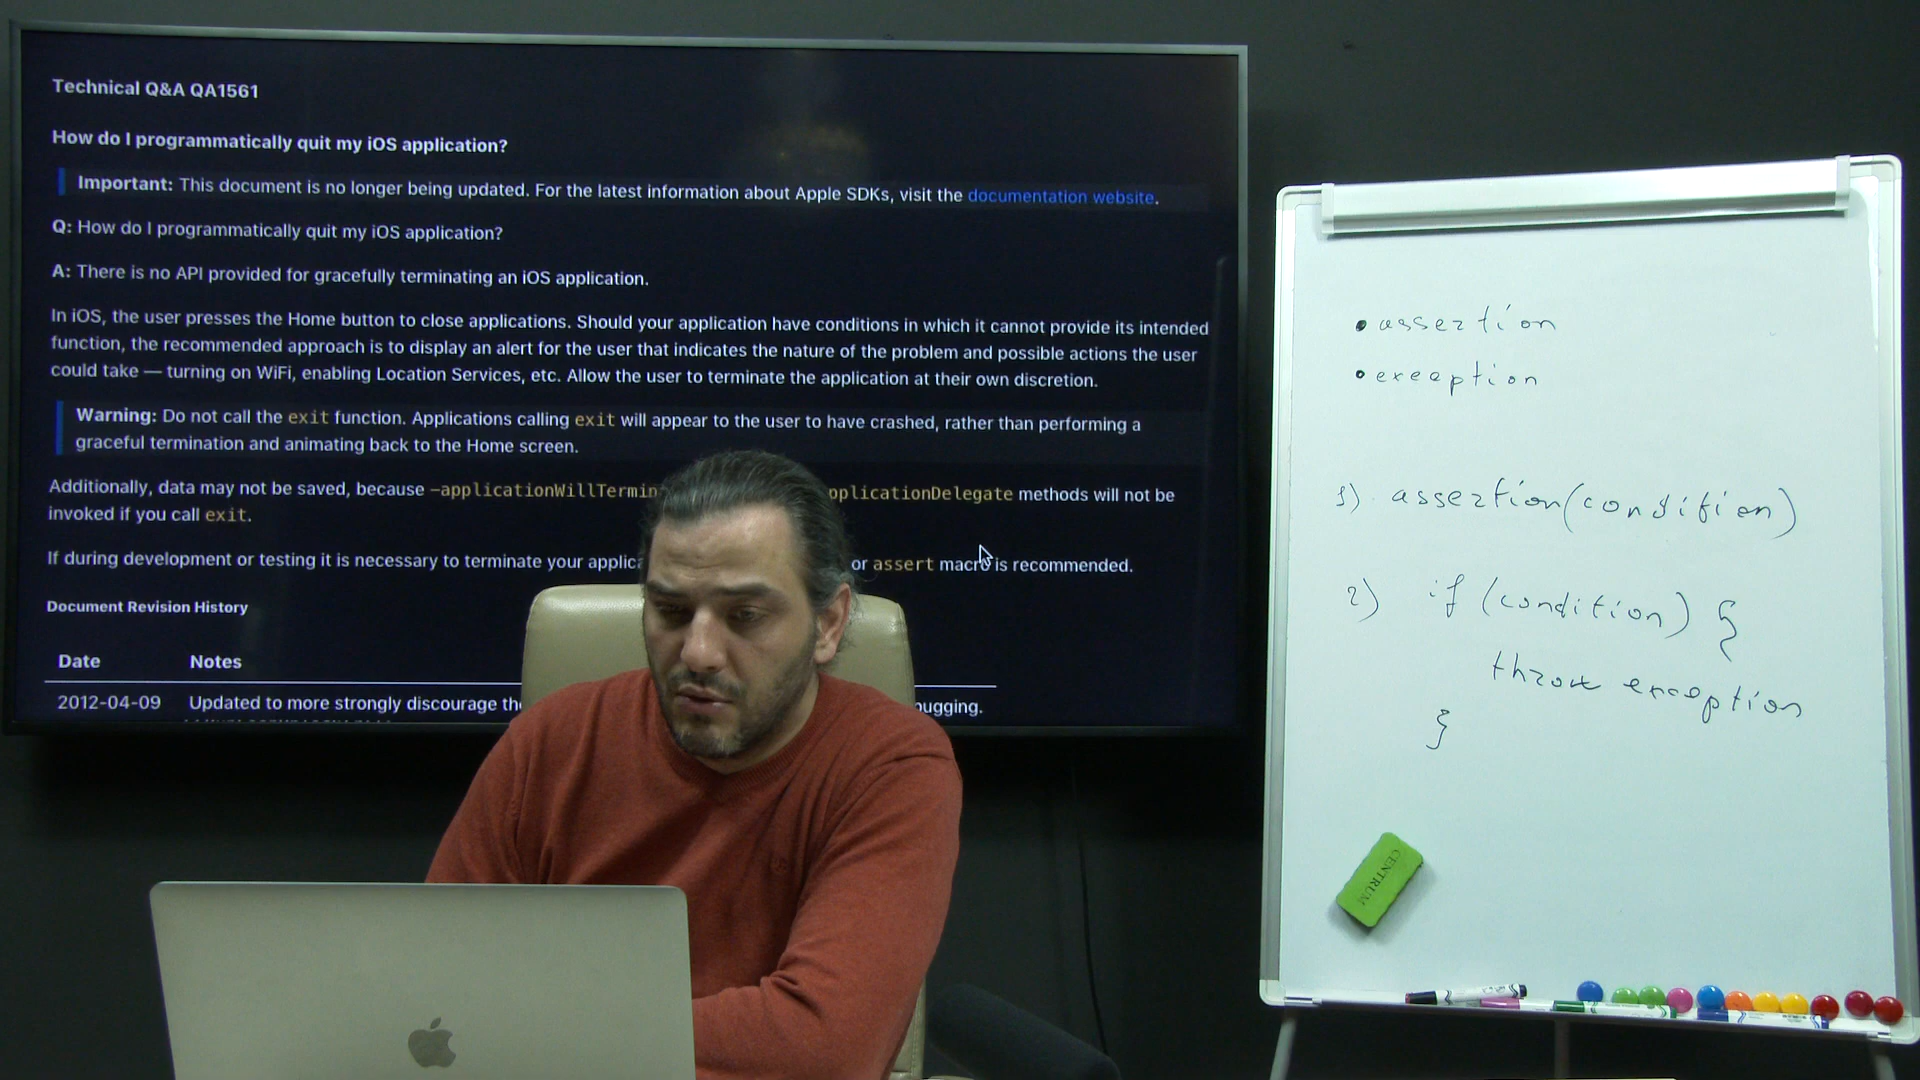 Technical Q&A QA1561
How do I programmatically quit my iOS application?
Important: This document is no longer being updated. For the latest information about Apple SDKs, visit the documentation website.
Q: How do I programmatically quit my iOS application?
A: There is no API provided for gracefully terminating an iOS application.
In iOS, the user presses the Home button to close applications. Should your application have conditions in which it cannot provide its intended
function, the recommended approach is to display an alert for the user that indicates the nature of the problem and possible actions the user
could take — turning on WiFi, enabling Location Services, etc. Allow the user to terminate the application at their own discretion.
Warning: Do not call the exit function. Applications calling exit will appear to the user to have crashed, rather than performing a
graceful termination and animating back to the Home screen.
Additionally, data may not be saved, because -applicationWillTermin pplicationDelegate methods will not be
invoked if you call exit.
If during development or testing it is necessary to terminate your applica or assert macro is recommended.
Document Revision History
Date Notes
2012-04-09 Updated to more strongly discourage the bugging.
• assertion
• exeeption
1) assertion(condition)
2) if (condition) {
throw exception
}
CENTRUM